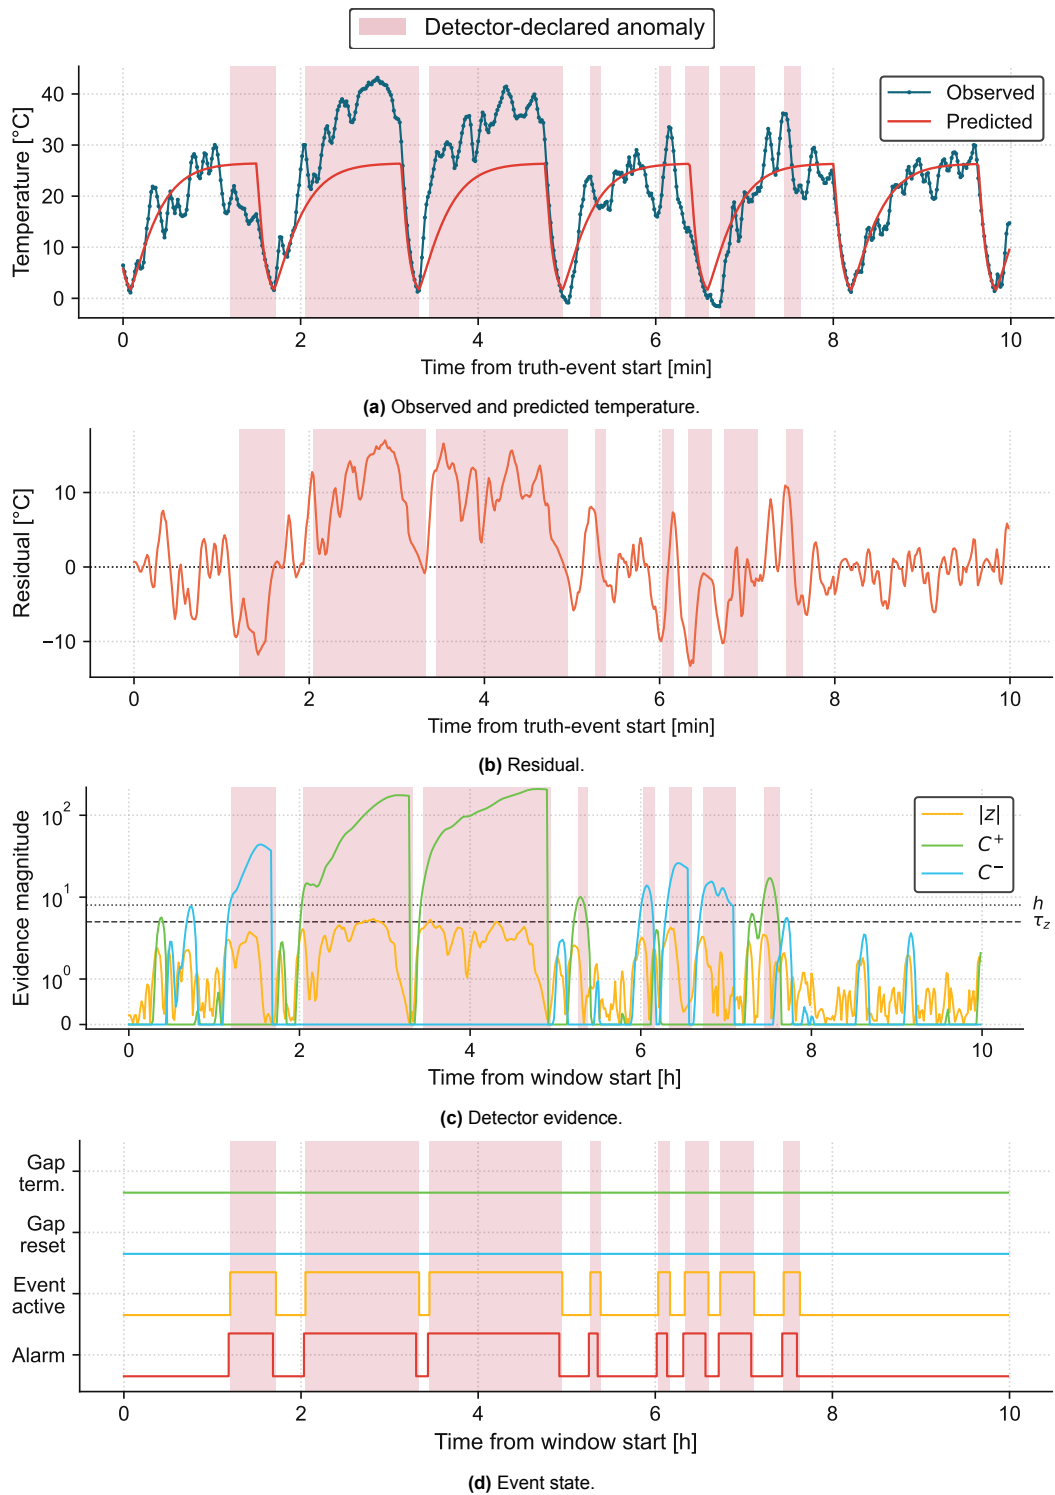 Detector-declared anomaly
Temperature [°C]
40
30
20
10
0
Observed
Predicted
0 2 4 6 8 10
Time from truth-event start [min]
(a) Observed and predicted temperature.
Residual [°C]
10
0
−10
0 2 4 6 8 10
Time from truth-event start [min]
(b) Residual.
Evidence magnitude
10²
10¹
10⁰
0
|z|
C⁺
C⁻
h
τ_z
0 2 4 6 8 10
Time from window start [h]
(c) Detector evidence.
Gap
term.
Gap
reset
Event
active
Alarm
0 2 4 6 8 10
Time from window start [h]
(d) Event state.